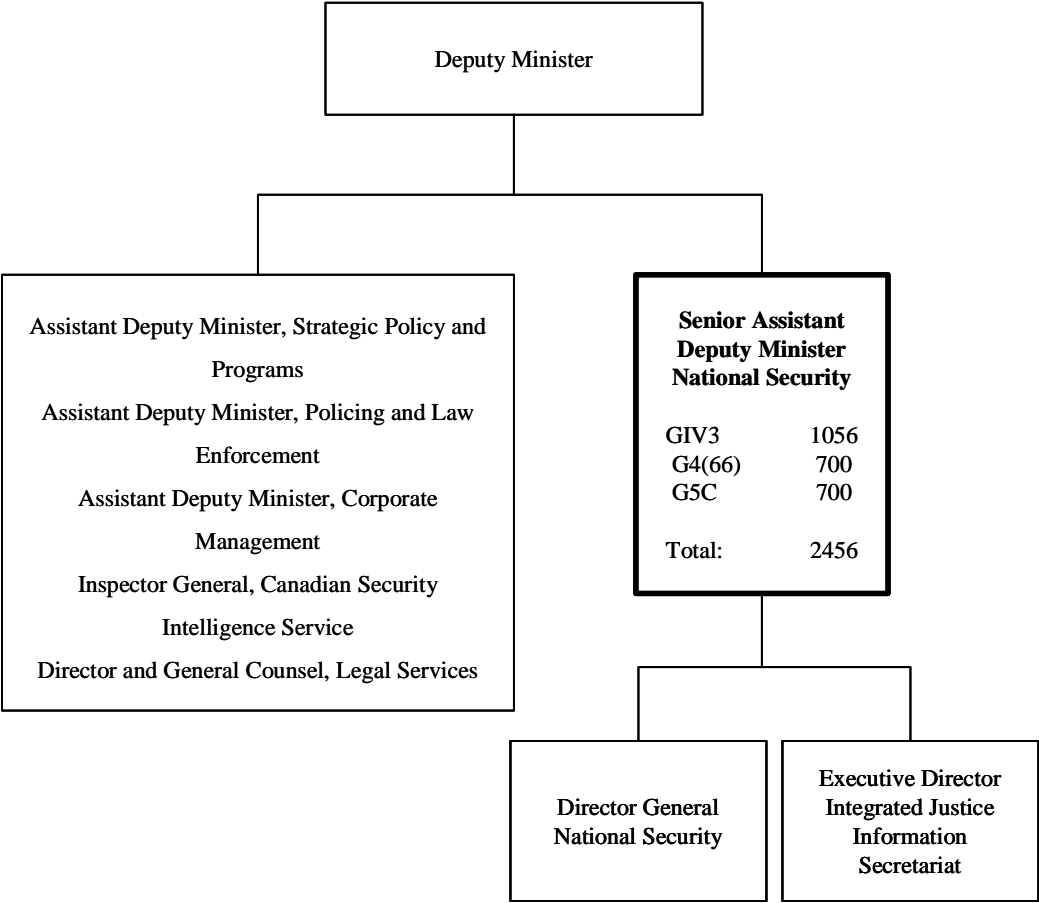 Deputy Minister
Assistant Deputy Minister, Strategic Policy and
Programs
Assistant Deputy Minister, Policing and Law
Enforcement
Assistant Deputy Minister, Corporate
Management
Inspector General, Canadian Security
Intelligence Service
Director and General Counsel, Legal Services
Senior Assistant
Deputy Minister
National Security
GIV3 1056
G4(66) 700
G5C 700
Total: 2456
Director General
National Security
Executive Director
Integrated Justice
Information
Secretariat